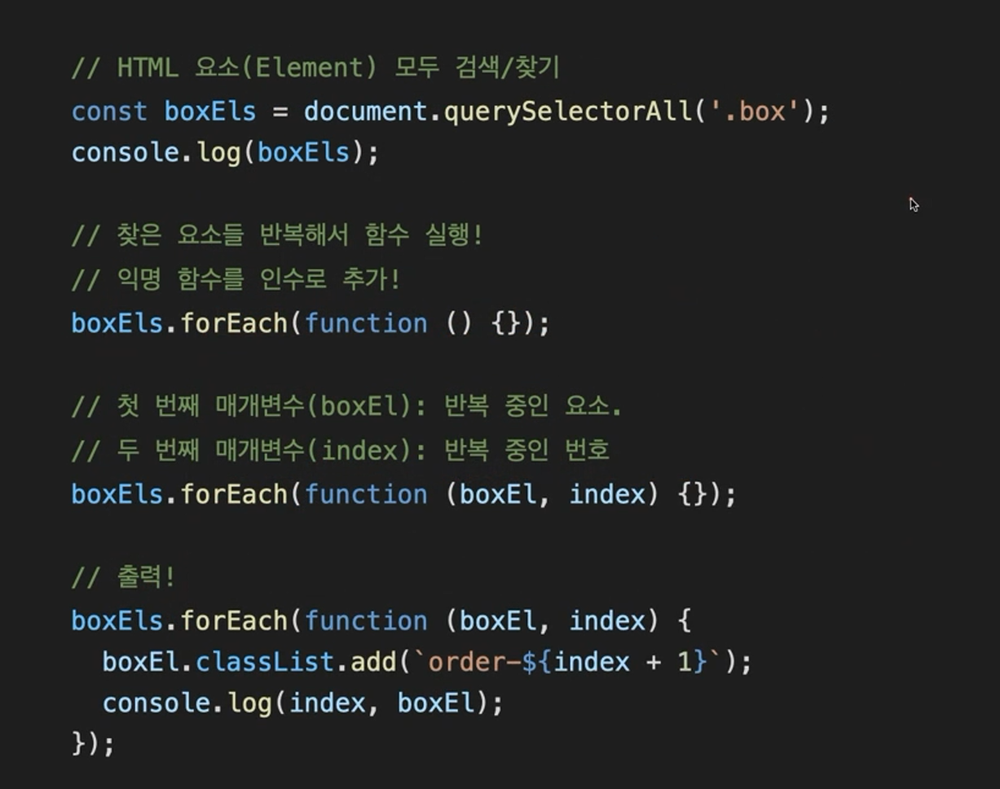 // HTML 요소(Element) 모두 검색/찾기
const boxEls = document.querySelectorAll('.box');
console.log(boxEls);
// 찾은 요소들 반복해서 함수 실행!
// 익명 함수를 인수로 추가!
boxEls.forEach(function () {});
// 첫 번째 매개변수(boxEl): 반복 중인 요소.
// 두 번째 매개변수(index): 반복 중인 번호
boxEls.forEach(function (boxEl, index) {});
// 출력!
boxEls.forEach(function (boxEl, index) {
  boxEl.classList.add(`order-${index + 1}`);
  console.log(index, boxEl);
});